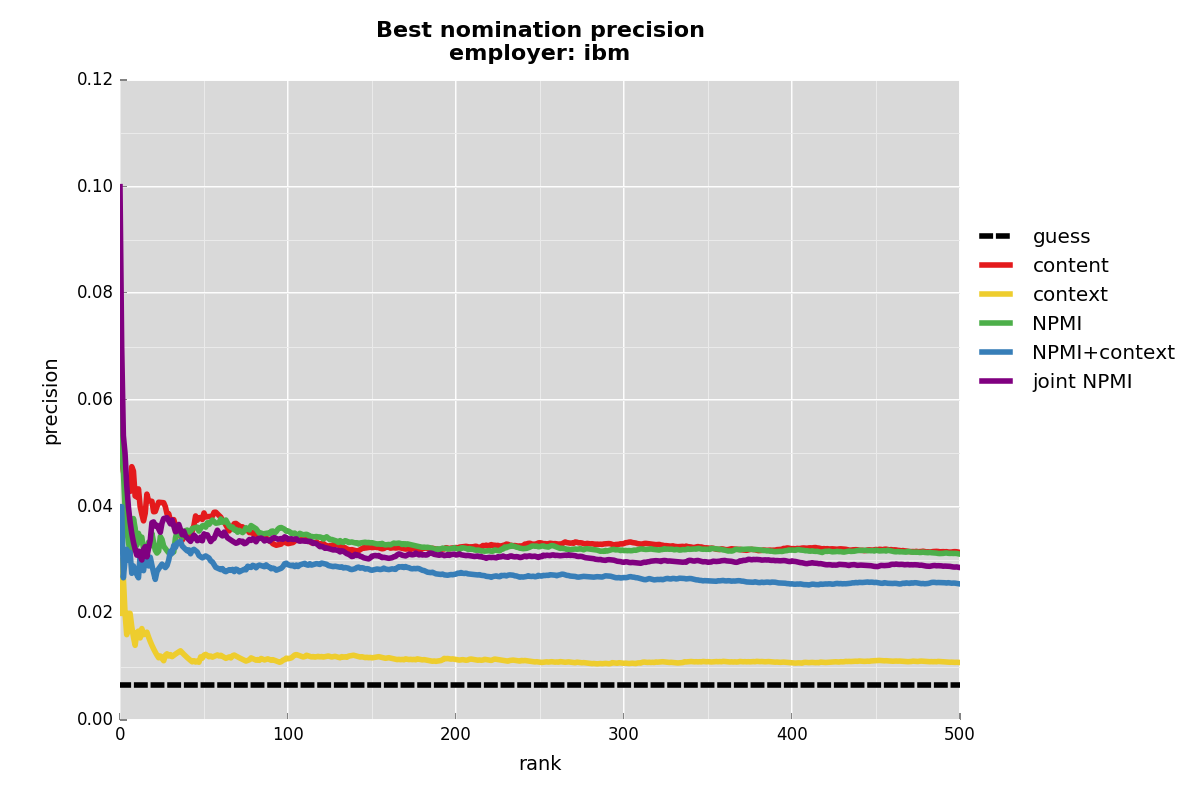 Best nomination precision
employer: ibm
0.12
0.10
0.08
0.06
0.04
0.02
0.00
precision
0 100 200 300 400 500
rank
guess
content
context
NPMI
NPMI+context
joint NPMI